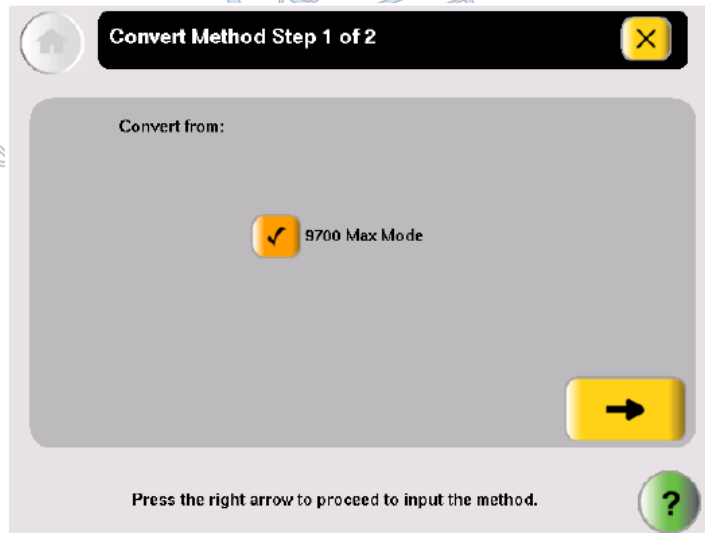 Convert Method Step 1 of 2
Convert from:
9700 Max Mode
Press the right arrow to proceed to input the method.
?